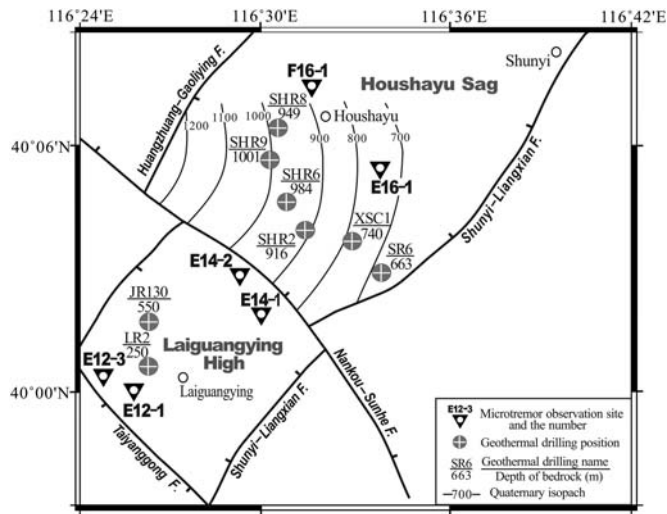 116°24′E 116°30′E 116°36′E 116°42′E
Shunyi
F16-1
Houshayu Sag
Huangzhuang-Gaoliying F.
SHR8
949
1200
1100
1000
900
800
700
Houshayu
40°06′N
SHR9
1001
E16-1
SHR6
984
Shunyi-Liangxian F.
XSC1
740
SHR2
916
SR6
663
E14-2
E14-1
JR130
550
LR2
250
Laiguangying
High
E12-3
Laiguangying
40°00′N
E12-1
Nankou-Sunhe F.
Taiyanggong F.
Shunyi-Liangxian F.
E12-3 Microtremor observation site
and the number
Geothermal drilling position
SR6 Geothermal drilling name
663 Depth of bedrock (m)
700 Quaternary isopach